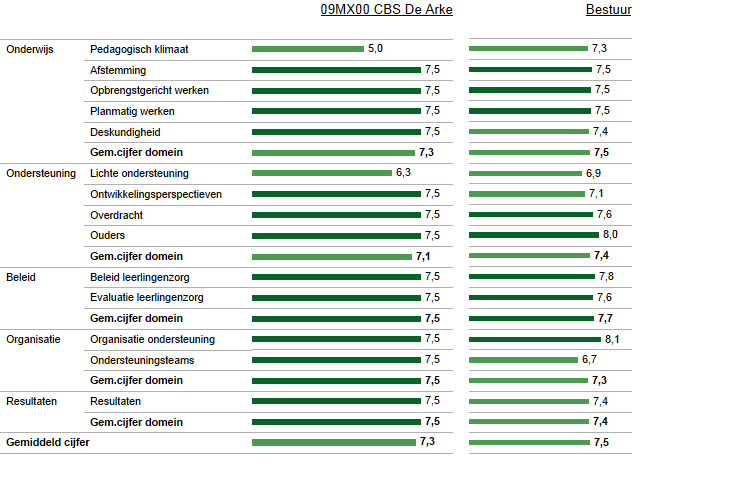 09MX00 CBS De Arke Bestuur
Onderwijs Pedagogisch klimaat 5,0 7,3
Afstemming 7,5 7,5
Opbrengstgericht werken 7,5 7,5
Planmatig werken 7,5 7,5
Deskundigheid 7,5 7,4
Gem.cijfer domein 7,3 7,5
Ondersteuning Lichte ondersteuning 6,3 6,9
Ontwikkelingsperspectieven 7,5 7,1
Overdracht 7,5 7,6
Ouders 7,5 8,0
Gem.cijfer domein 7,1 7,4
Beleid Beleid leerlingenzorg 7,5 7,8
Evaluatie leerlingenzorg 7,5 7,6
Gem.cijfer domein 7,5 7,7
Organisatie Organisatie ondersteuning 7,5 8,1
Ondersteuningsteams 7,5 6,7
Gem.cijfer domein 7,5 7,3
Resultaten Resultaten 7,5 7,4
Gem.cijfer domein 7,5 7,4
Gemiddeld cijfer 7,3 7,5